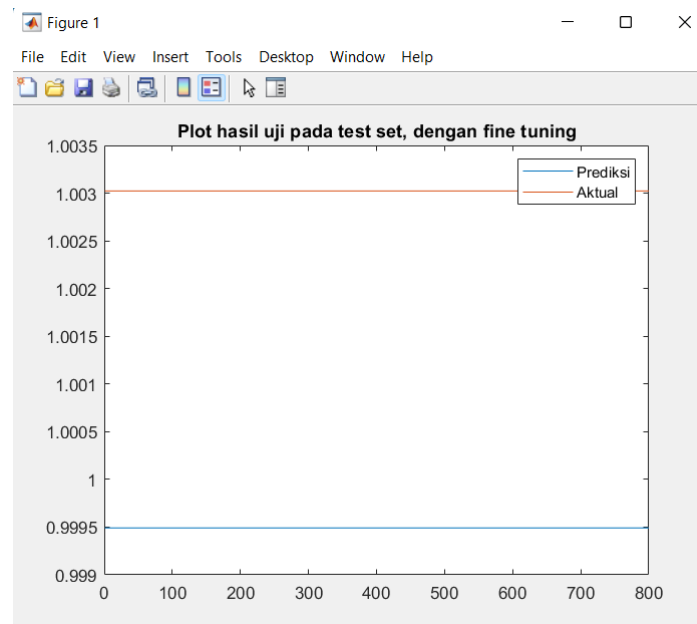 Figure 1
File Edit View Insert Tools Desktop Window Help
Plot hasil uji pada test set, dengan fine tuning
1.0035
1.003
1.0025
1.002
1.0015
1.001
1.0005
1
0.9995
0.999
Prediksi
Aktual
0 100 200 300 400 500 600 700 800